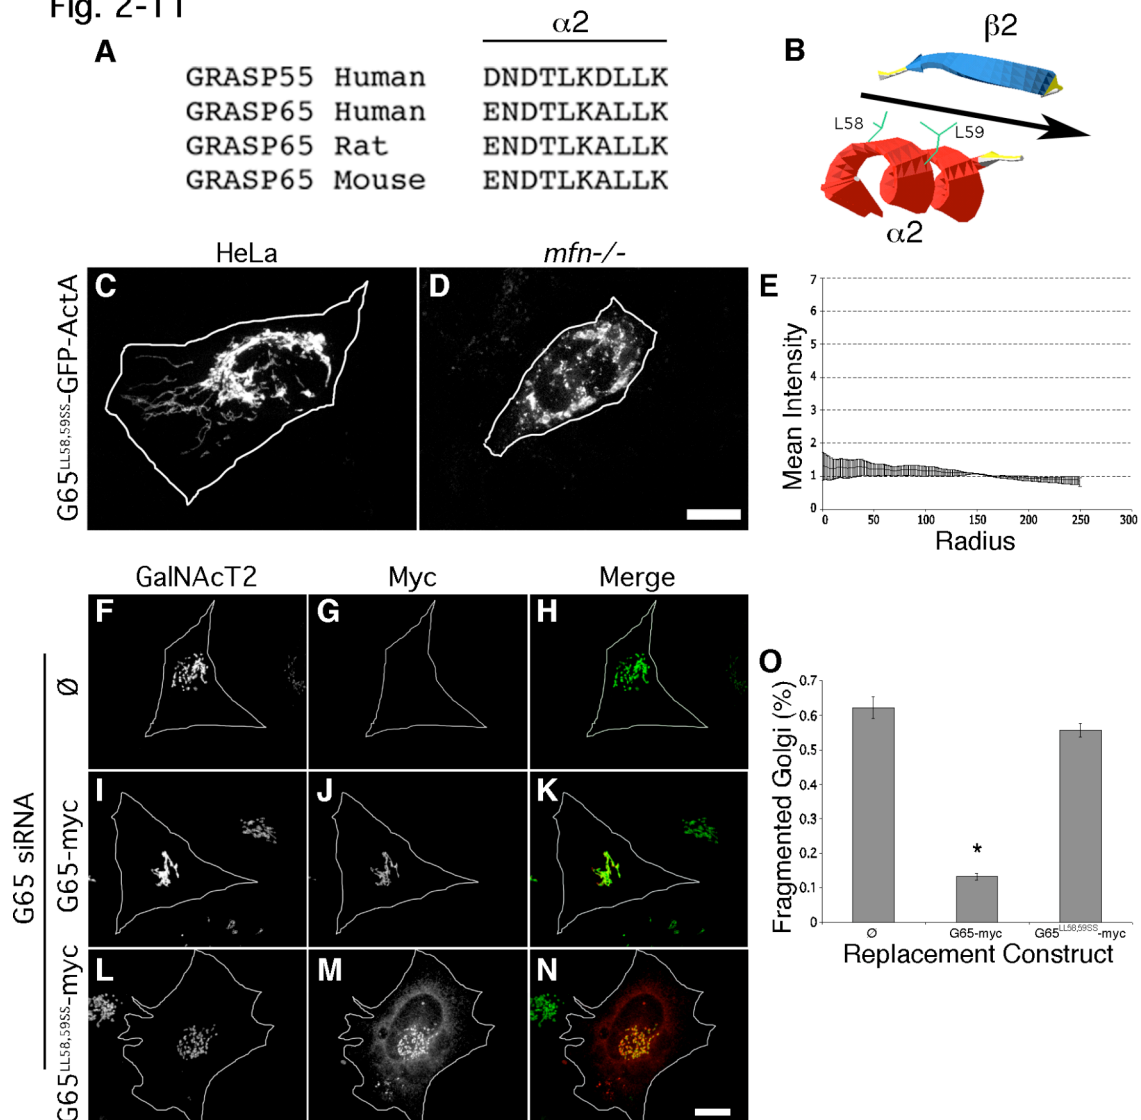 Fig. 2-11
A
α2
GRASP55 Human DNDTLKDLLK
GRASP65 Human ENDTLKALLK
GRASP65 Rat ENDTLKALLK
GRASP65 Mouse ENDTLKALLK
B
β2
L58
L59
α2
HeLa
mfn-/-
G65LL58,59SS-GFP-ActA
C
D
E
Mean Intensity
7
6
5
4
3
2
1
0
0 50 100 150 200 250 300
Radius
GalNAcT2
Myc
Merge
G65 siRNA
Ø
F
G
H
G65-myc
I
J
K
G65LL58,59SS-myc
L
M
N
O
Fragmented Golgi (%)
0.7
0.6
0.5
0.4
0.3
0.2
0.1
0
*
Ø G65-myc G65LL58,59SS-myc
Replacement Construct